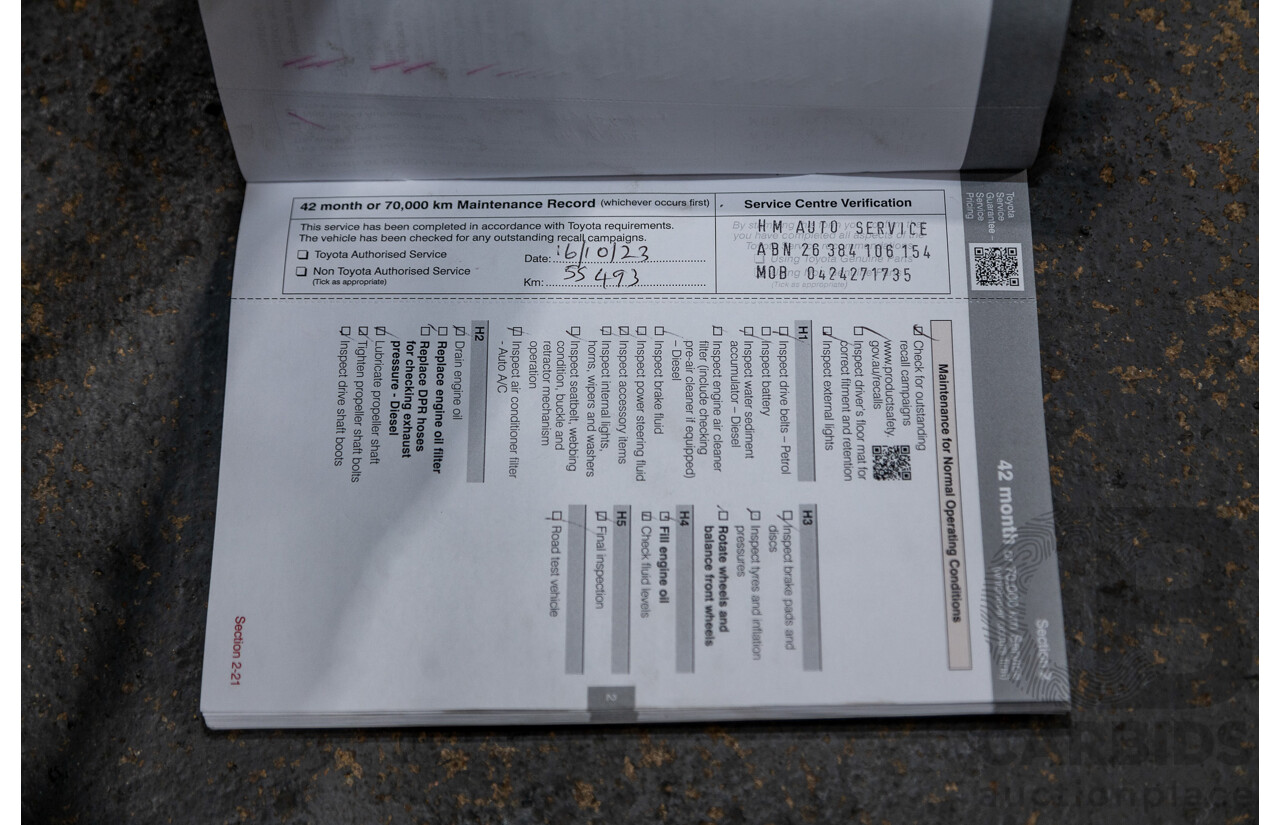 42 month or 70,000 km Maintenance Record (whichever occurs first)
This service has been completed in accordance with Toyota requirements.
The vehicle has been checked for any outstanding recall campaigns.
Toyota Authorised Service
Non Toyota Authorised Service
(Tick as appropriate)
Date: 16/10/23
Km: 55 493
Service Centre Verification
HM AUTO SERVICE
ABN 26 384 106 154
MOB 0424271735
(Tick as appropriate)
Toyota
Service
Guarantee –
Service
Pricing
42 month
Section 2
Maintenance for Normal Operating Conditions
Check for outstanding
recall campaigns
www.productsafety.
gov.au/recalls
Inspect driver's floor mat for
correct fitment and retention
Inspect external lights
H1
Inspect drive belts – Petrol
Inspect battery
Inspect water sediment
accumulator – Diesel
Inspect engine air cleaner
filter (include checking
pre-air cleaner if equipped)
– Diesel
Inspect brake fluid
Inspect power steering fluid
Inspect accessory items
Inspect internal lights,
horns, wipers and washers
Inspect seatbelt, webbing
condition, buckle and
retractor mechanism
operation
Inspect air conditioner filter
- Auto A/C
H2
Drain engine oil
Replace engine oil filter
Replace DPR hoses
for checking exhaust
pressure - Diesel
Lubricate propeller shaft
Tighten propeller shaft bolts
Inspect drive shaft boots
H3
Inspect brake pads and
discs
Inspect tyres and inflation
pressures
Rotate wheels and
balance front wheels
H4
Fill engine oil
Check fluid levels
H5
Final inspection
Road test vehicle
2
Section 2-21
CARBIDS
auctionplace